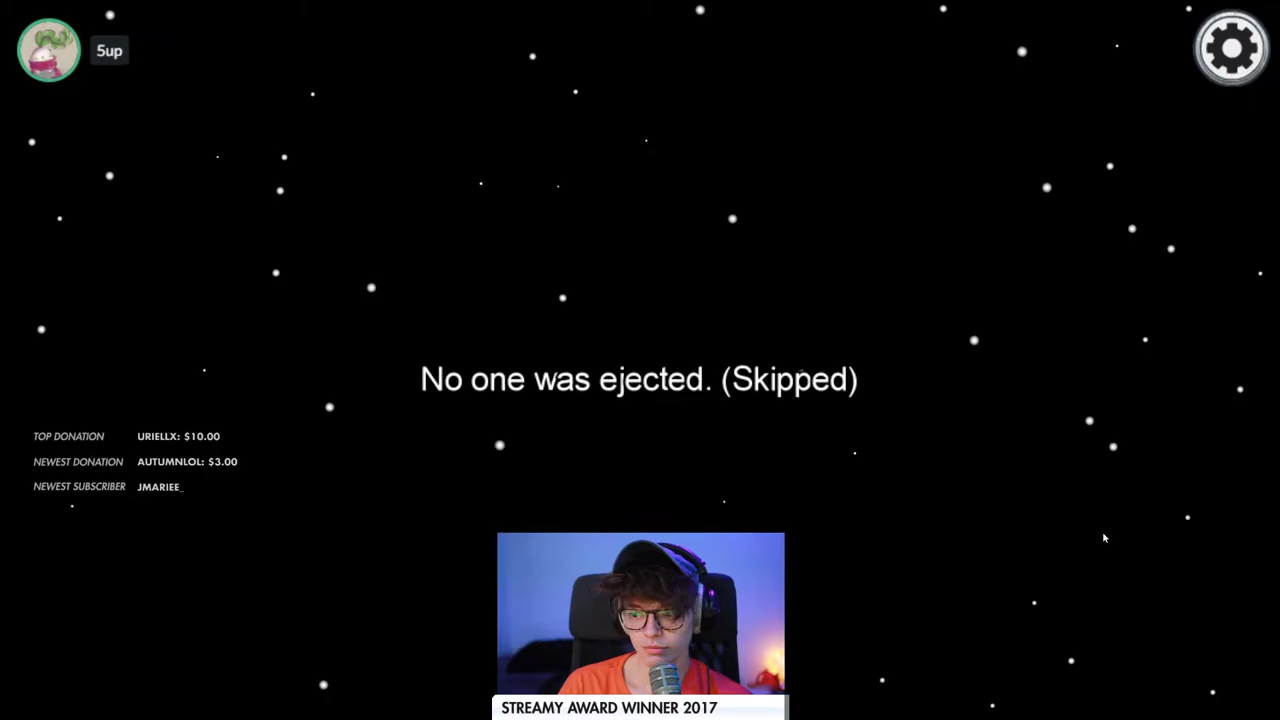 5up
No one was ejected. (Skipped)
TOP DONATION URIELLX: $10.00
NEWEST DONATION AUTUMNLOL: $3.00
NEWEST SUBSCRIBER JMARIEE_
STREAMY AWARD WINNER 2017